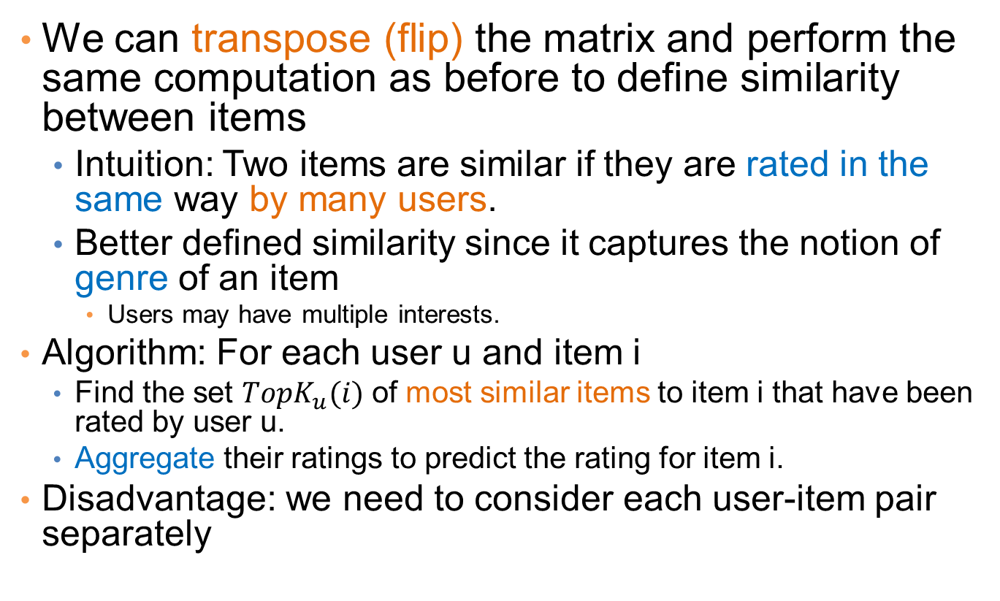 • We can transpose (flip) the matrix and perform the
same computation as before to define similarity
between items
• Intuition: Two items are similar if they are rated in the
same way by many users.
• Better defined similarity since it captures the notion of
genre of an item
• Users may have multiple interests.
• Algorithm: For each user u and item i
• Find the set 𝑇𝑜𝑝𝐾ᵤ(𝑖) of most similar items to item i that have been
rated by user u.
• Aggregate their ratings to predict the rating for item i.
• Disadvantage: we need to consider each user-item pair
separately